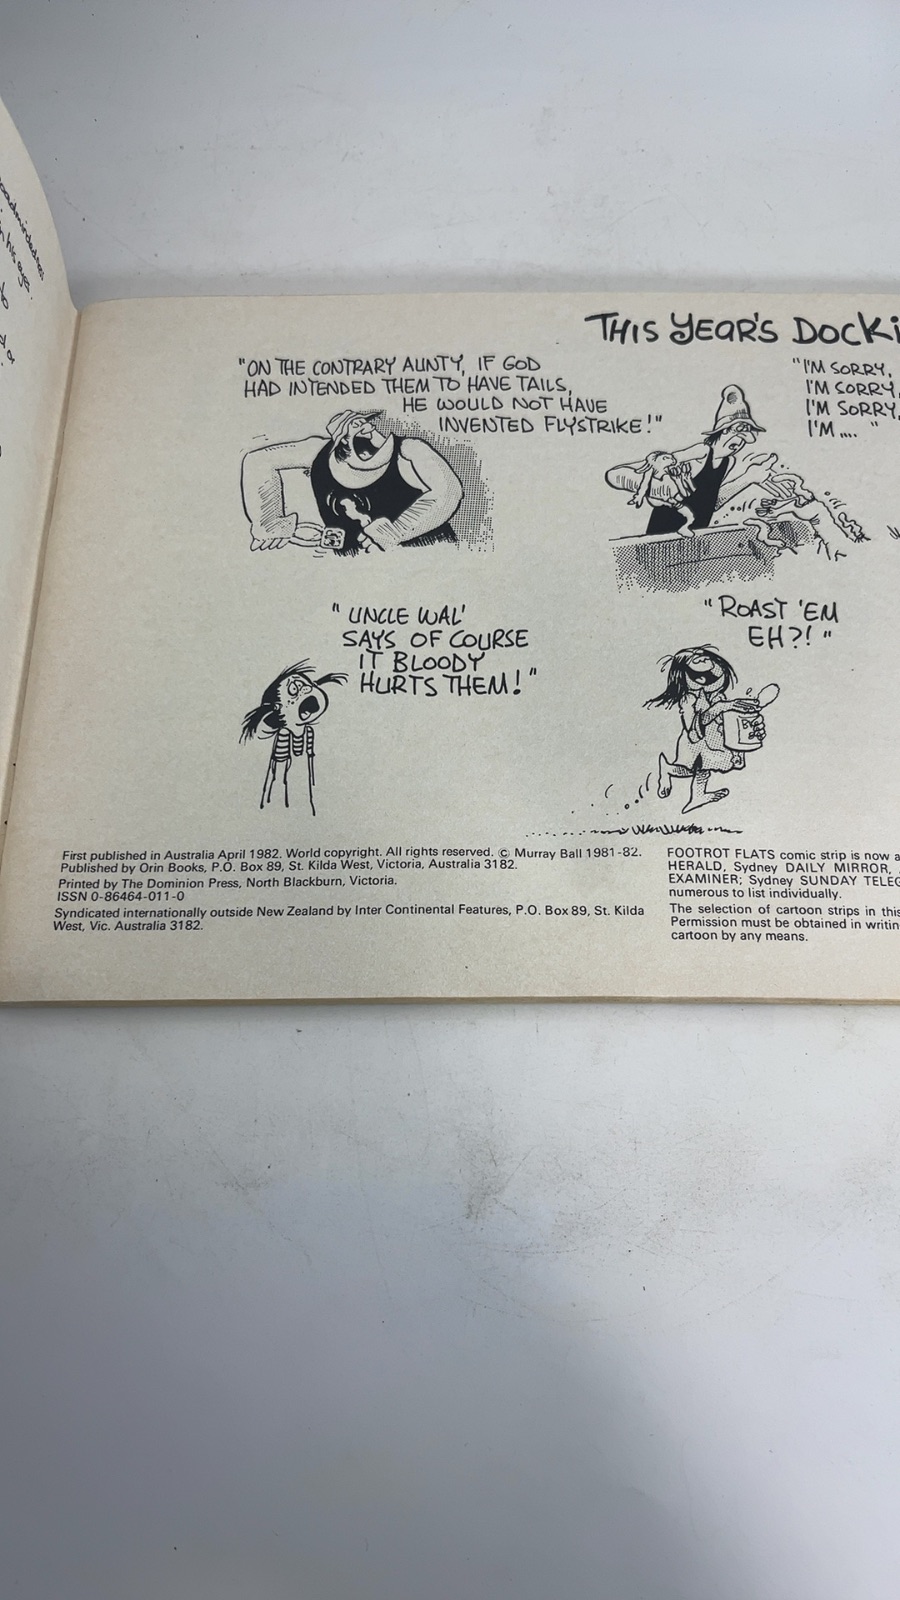 his eye.
THIS YEAR'S
"ON THE CONTRARY AUNTY, IF GOD
HAD INTENDED THEM TO HAVE TAILS,
HE WOULD NOT HAVE
INVENTED FLYSTRIKE!"
"I'M SORRY,
I'M SORRY,
I'M SORRY,
I'M .... "
"UNCLE WAL'
SAYS OF COURSE
IT BLOODY
HURTS THEM!"
"ROAST 'EM
EH?!"
First published in Australia April 1982. World copyright. All rights reserved. © Murray Ball 1981-82.
Published by Orin Books, P.O. Box 89, St. Kilda West, Victoria, Australia 3182.
Printed by The Dominion Press, North Blackburn, Victoria.
ISSN 0-86464-011-0
Syndicated internationally outside New Zealand by Inter Continental Features, P.O. Box 89, St. Kilda
West, Vic. Australia 3182.
FOOTROT FLATS comic strip is now a
HERALD, Sydney DAILY MIRROR,
EXAMINER; Sydney SUNDAY TELEG
numerous to list individually.
The selection of cartoon strips in this
Permission must be obtained in writin
cartoon by any means.